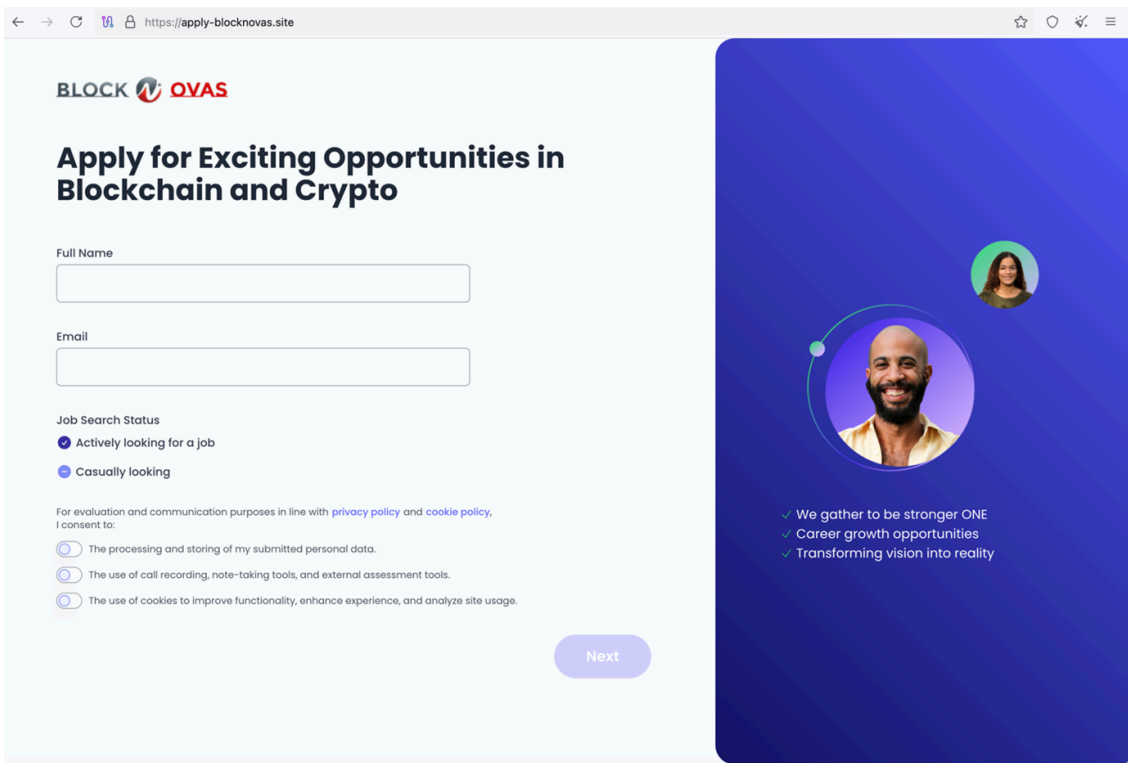 https://apply-blocknovas.site
BLOCK N OVAS
Apply for Exciting Opportunities in
Blockchain and Crypto
Full Name
Email
Job Search Status
Actively looking for a job
Casually looking
For evaluation and communication purposes in line with privacy policy and cookie policy,
I consent to:
The processing and storing of my submitted personal data.
The use of call recording, note-taking tools, and external assessment tools.
The use of cookies to improve functionality, enhance experience, and analyze site usage.
Next
We gather to be stronger ONE
Career growth opportunities
Transforming vision into reality